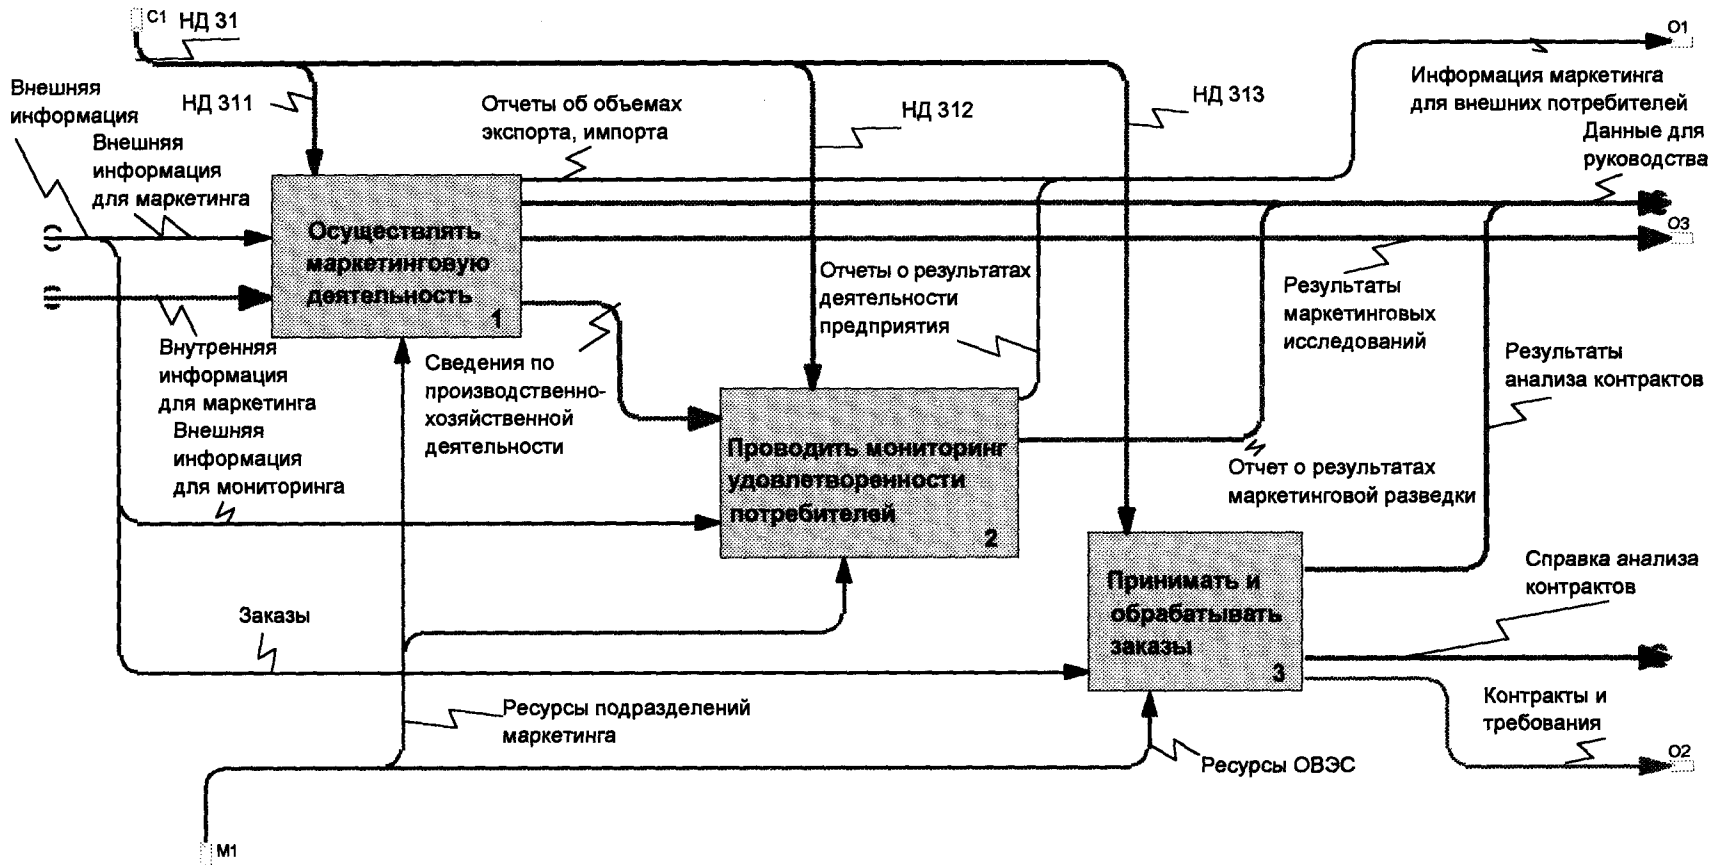 C1
НД 31
O1
Внешняя
информация
НД 311
Отчеты об объемах
экспорта, импорта
НД 312
НД 313
Информация маркетинга
для внешних потребителей
Данные для
руководства
Внешняя
информация
для маркетинга
O3
Осуществлять
маркетинговую
деятельность
1
Отчеты о результатах
деятельности
предприятия
Результаты
маркетинговых
исследований
Результаты
анализа контрактов
Внутренняя
информация
для маркетинга
Сведения по
производственно-
хозяйственной
деятельности
Внешняя
информация
для мониторинга
Проводить мониторинг
удовлетворенности
потребителей
2
Отчет о результатах
маркетинговой разведки
Справка анализа
контрактов
Принимать и
обрабатывать
заказы
3
Заказы
Ресурсы подразделений
маркетинга
Контракты и
требования
Ресурсы ОВЭС
O2
M1